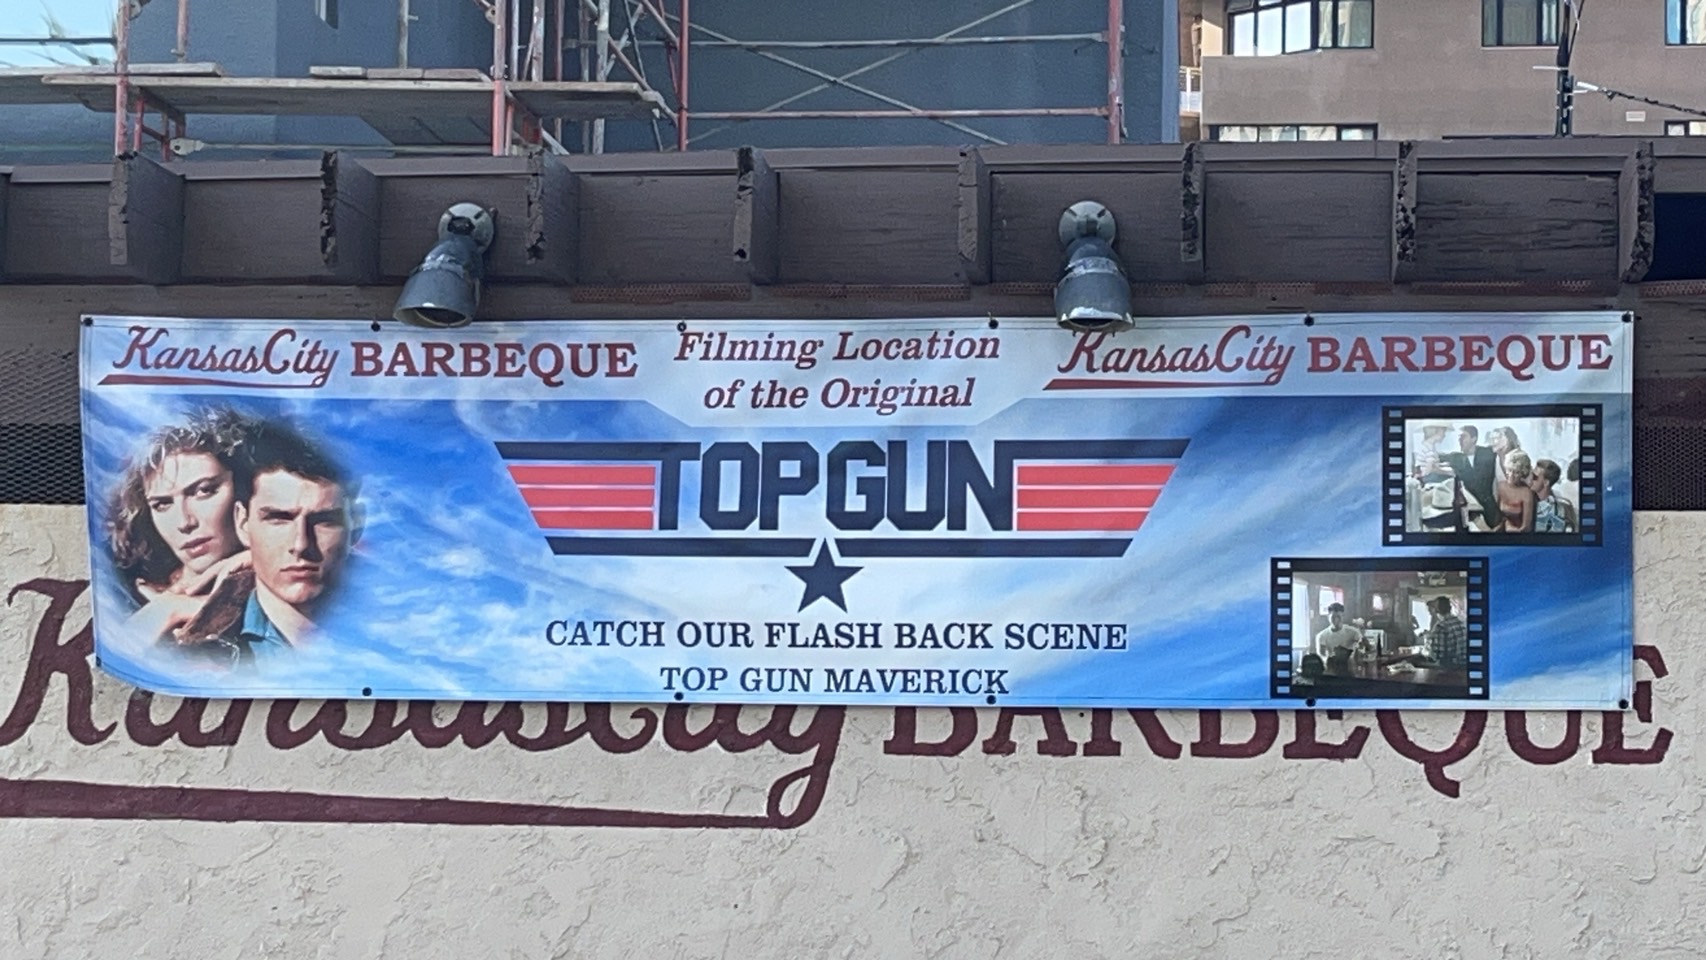 KansasCity BARBEQUE
Filming Location
of the Original
KansasCity BARBEQUE
TOP GUN
CATCH OUR FLASH BACK SCENE
TOP GUN MAVERICK
KansasCity BARBEQUE